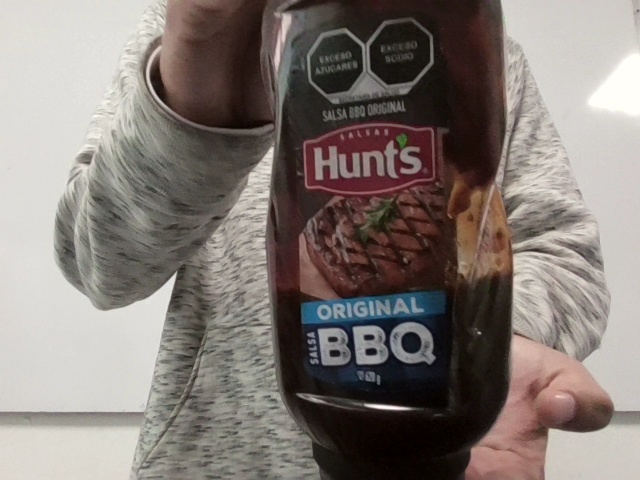 EXCESO
AZÚCARES
EXCESO
SODIO
SALSA BBQ ORIGINAL
SALSAS
Hunt's
ORIGINAL
SALSA
BBQ